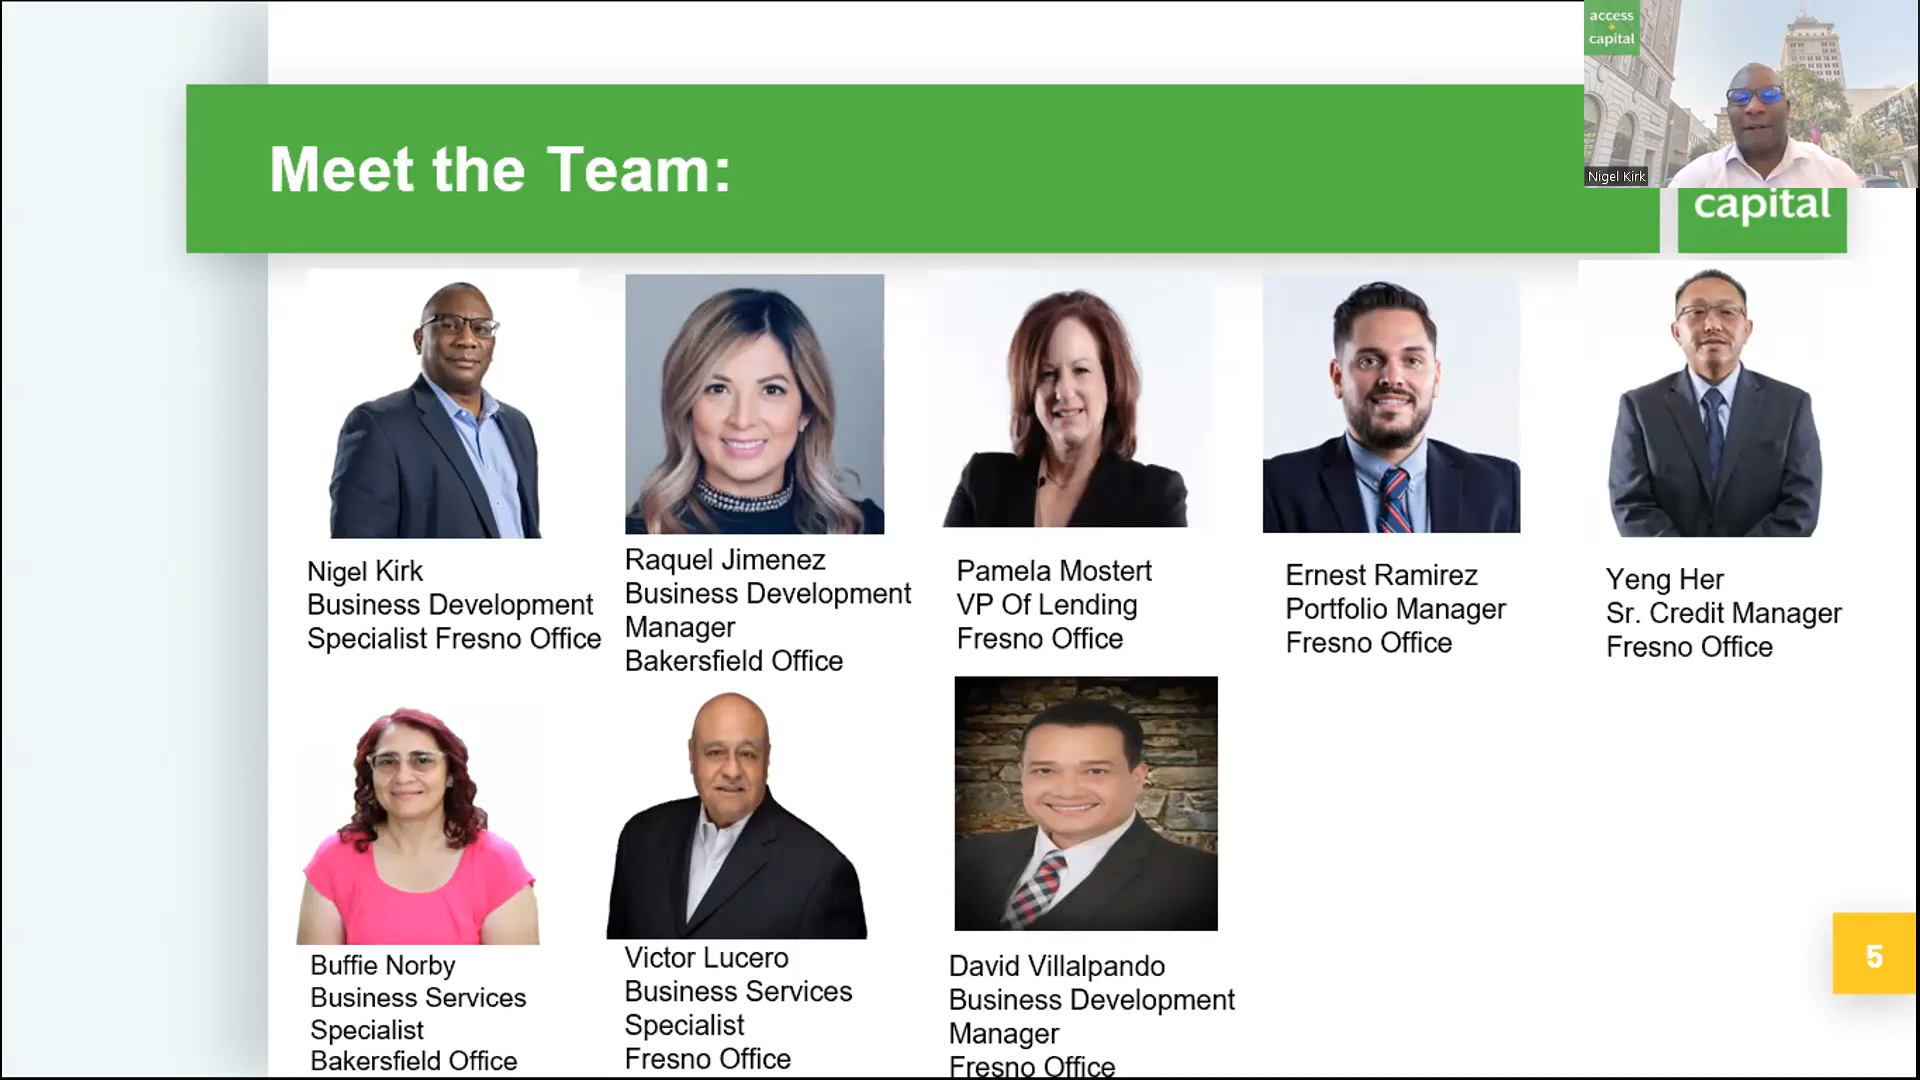 access
+
capital
Nigel Kirk
Meet the Team:
capital
Nigel Kirk
Business Development
Specialist Fresno Office
Raquel Jimenez
Business Development
Manager
Bakersfield Office
Pamela Mostert
VP Of Lending
Fresno Office
Ernest Ramirez
Portfolio Manager
Fresno Office
Yeng Her
Sr. Credit Manager
Fresno Office
Buffie Norby
Business Services
Specialist
Bakersfield Office
Victor Lucero
Business Services
Specialist
Fresno Office
David Villalpando
Business Development
Manager
Fresno Office
5